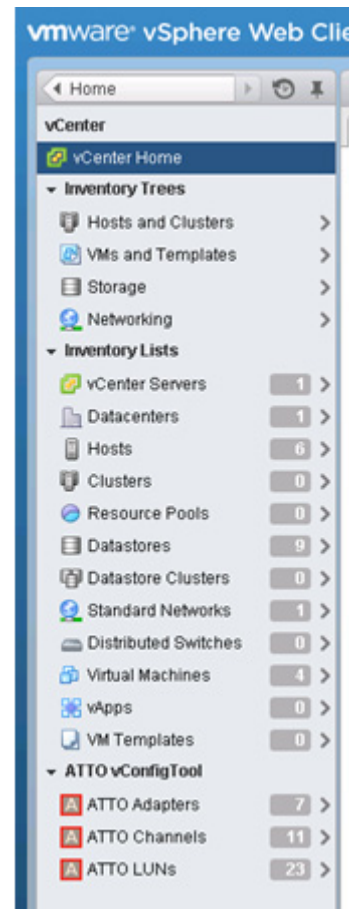 vmware® vSphere Web Clie
Home
vCenter
vCenter Home
Inventory Trees
Hosts and Clusters
VMs and Templates
Storage
Networking
Inventory Lists
vCenter Servers 1
Datacenters 1
Hosts 6
Clusters 0
Resource Pools 0
Datastores 9
Datastore Clusters 0
Standard Networks 1
Distributed Switches 0
Virtual Machines 4
vApps 0
VM Templates 0
ATTO vConfigTool
ATTO Adapters 7
ATTO Channels 11
ATTO LUNs 23